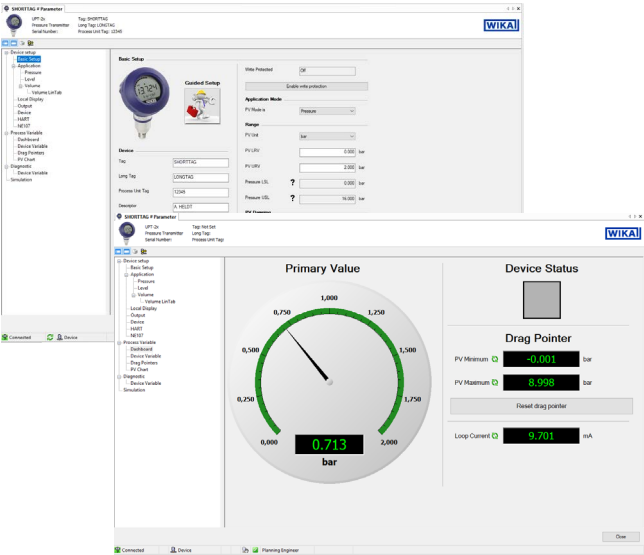 SHORTTAG # Parameter
UPT-2x
Tag: SHORTTAG
Pressure Transmitter
Long Tag: LONGTAG
Serial Number:
Process Unit Tag: 12345
WIKA
Device setup
Basic Setup
Application
Pressure
Level
Volume
Volume LinTab
Local Display
Output
Device
HART
NE107
Process Variable
Dashboard
Device Variable
Drag Pointers
PV Chart
Diagnostic
Device Variable
Simulation
Basic Setup
Guided Setup
Device
Tag
SHORTTAG
Long Tag
LONGTAG
Process Unit Tag
12345
Descriptor
A. HELDT
Write Protected
Off
Enable write protection
Application Mode
PV Mode is
Pressure
Range
PV Unit
bar
PV LRV
0.000 bar
PV URV
2.000 bar
Pressure LSL
? 0.000 bar
Pressure USL
? 16.000 bar
PV Damping
Connected
Device
SHORTTAG # Parameter
UPT-2x
Tag: Not Set
Pressure Transmitter
Long Tag:
Serial Number:
Process Unit Tag:
WIKA
Device setup
Basic Setup
Application
Pressure
Level
Volume
Volume LinTab
Local Display
Output
Device
HART
NE107
Process Variable
Dashboard
Device Variable
Drag Pointers
PV Chart
Diagnostic
Device Variable
Simulation
Primary Value
0,000
0,250
0,500
0,750
1,000
1,250
1,500
1,750
2,000
0.713
bar
Device Status
Drag Pointer
PV Minimum
-0.001
bar
PV Maximum
8.998
bar
Reset drag pointer
Loop Current
9.701
mA
Close
Connected
Device
Planning Engineer